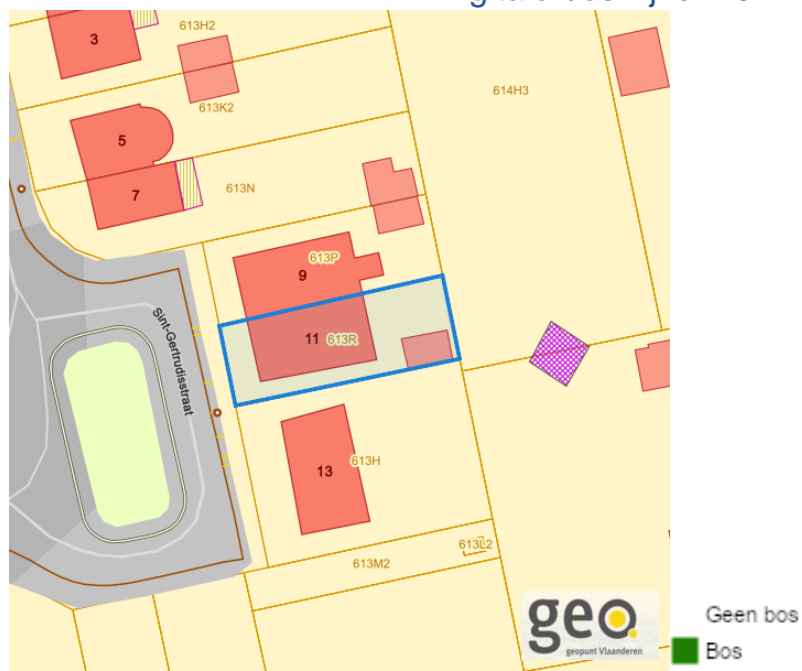 3
613H2
614H3
613K2
5
7
613N
9
613P
Sint-Gertrudisstraat
11
613R
13
613H
613L2
613M2
geo.
geopunt Vlaanderen
Geen bos
Bos